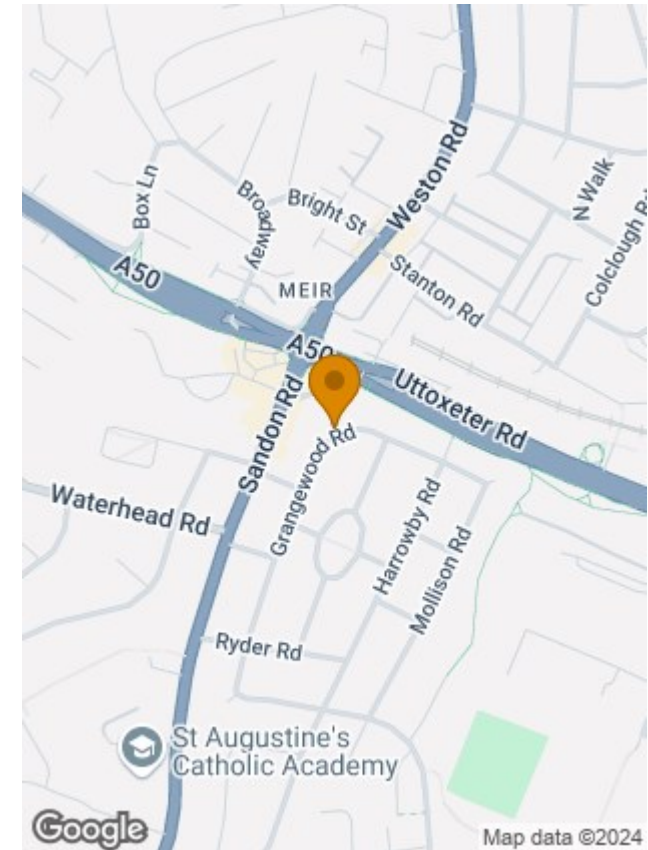 Weston Rd
N Walk
Box Ln
Broadway
Bright St
Colclough Rd
A50
MEIR
Stanton Rd
A50
Uttoxeter Rd
Sandon Rd
Grangewood Rd
Waterhead Rd
Harrowby Rd
Mollison Rd
Ryder Rd
St Augustine's
Catholic Academy
Google
Map data ©2024